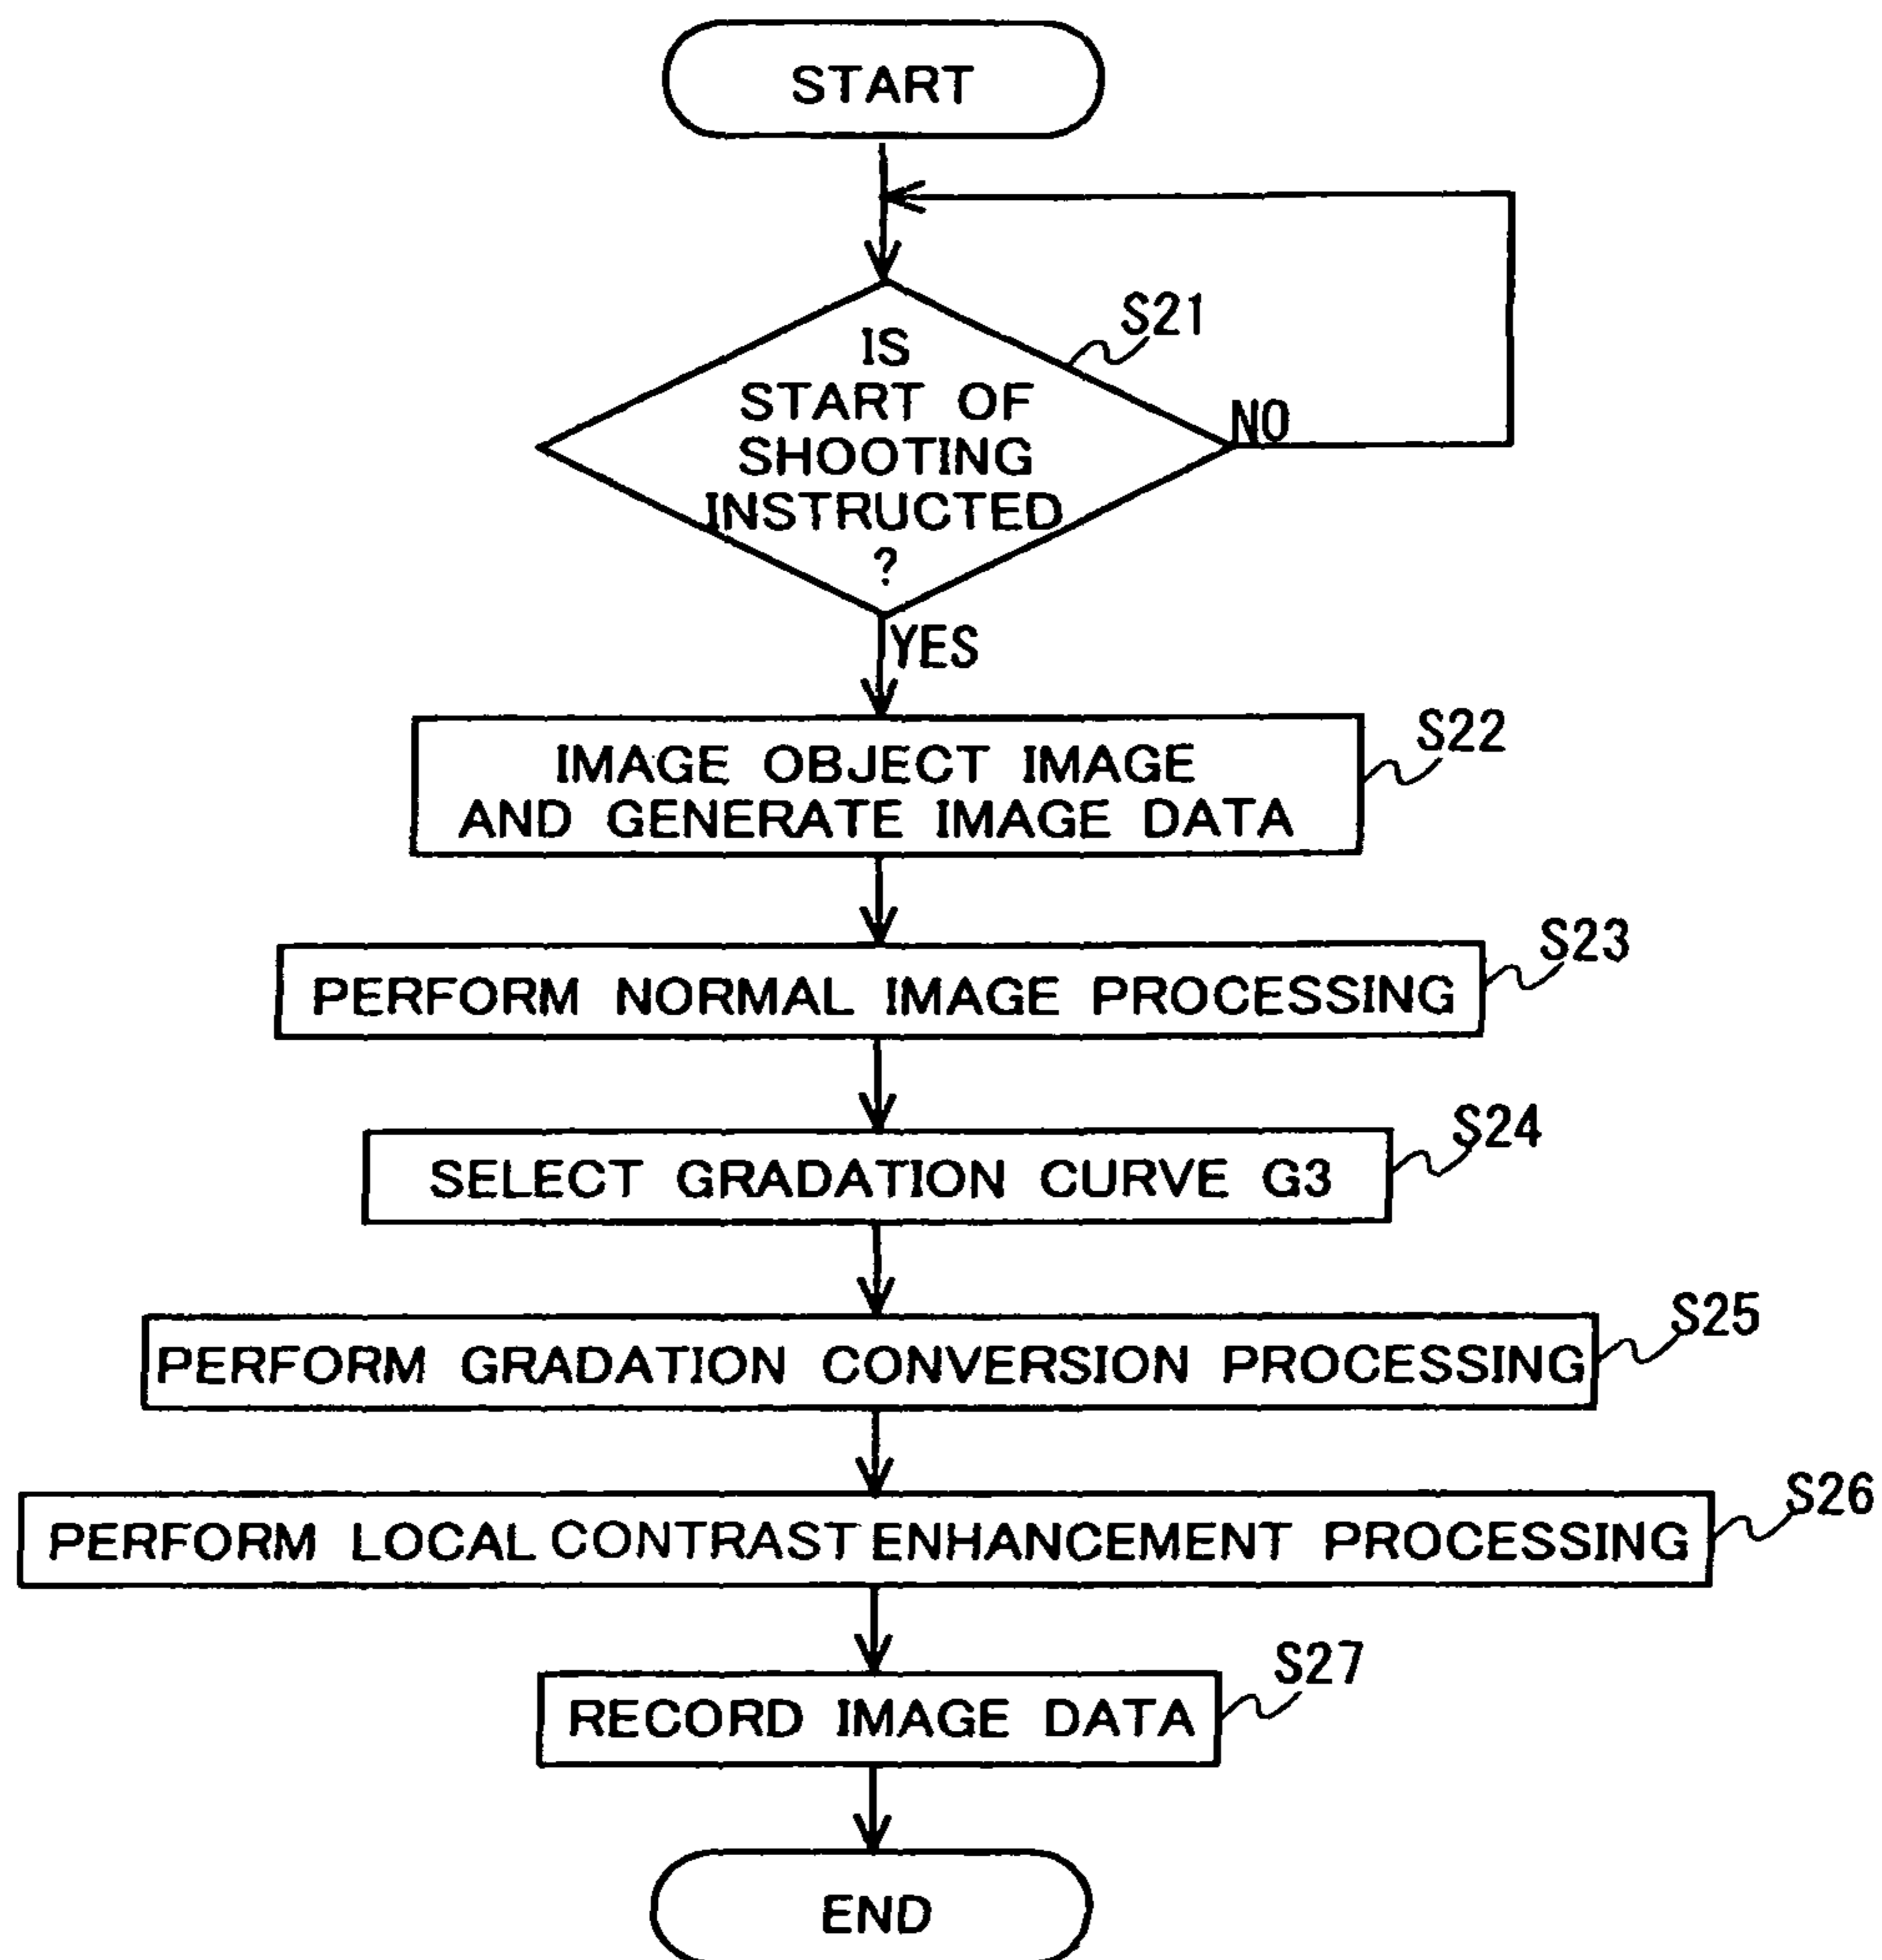 START
S21
IS
START OF
SHOOTING
INSTRUCTED
?
NO
YES
S22
IMAGE OBJECT IMAGE
AND GENERATE IMAGE DATA
S23
PERFORM NORMAL IMAGE PROCESSING
S24
SELECT GRADATION CURVE G3
S25
PERFORM GRADATION CONVERSION PROCESSING
S26
PERFORM LOCAL CONTRAST ENHANCEMENT PROCESSING
S27
RECORD IMAGE DATA
END